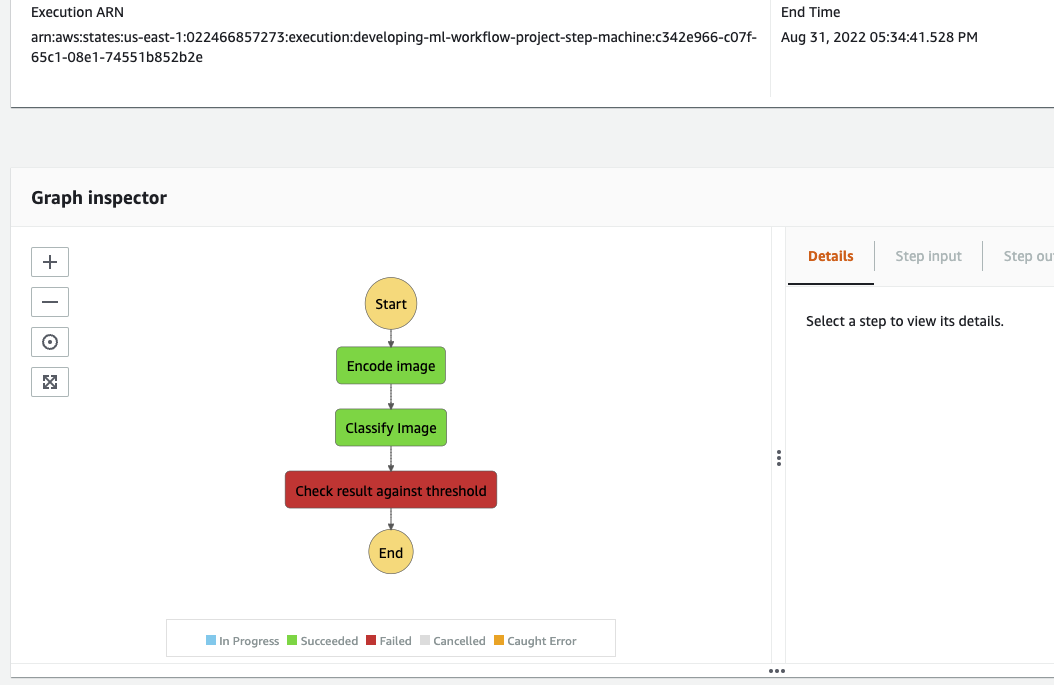 Execution ARN
arn:aws:states:us-east-1:022466857273:execution:developing-ml-workflow-project-step-machine:c342e966-c07f-
65c1-08e1-74551b852b2e
End Time
Aug 31, 2022 05:34:41.528 PM
Graph inspector
Start
Encode image
Classify Image
Check result against threshold
End
In Progress Succeeded Failed Cancelled Caught Error
Details Step input Step ou
Select a step to view its details.